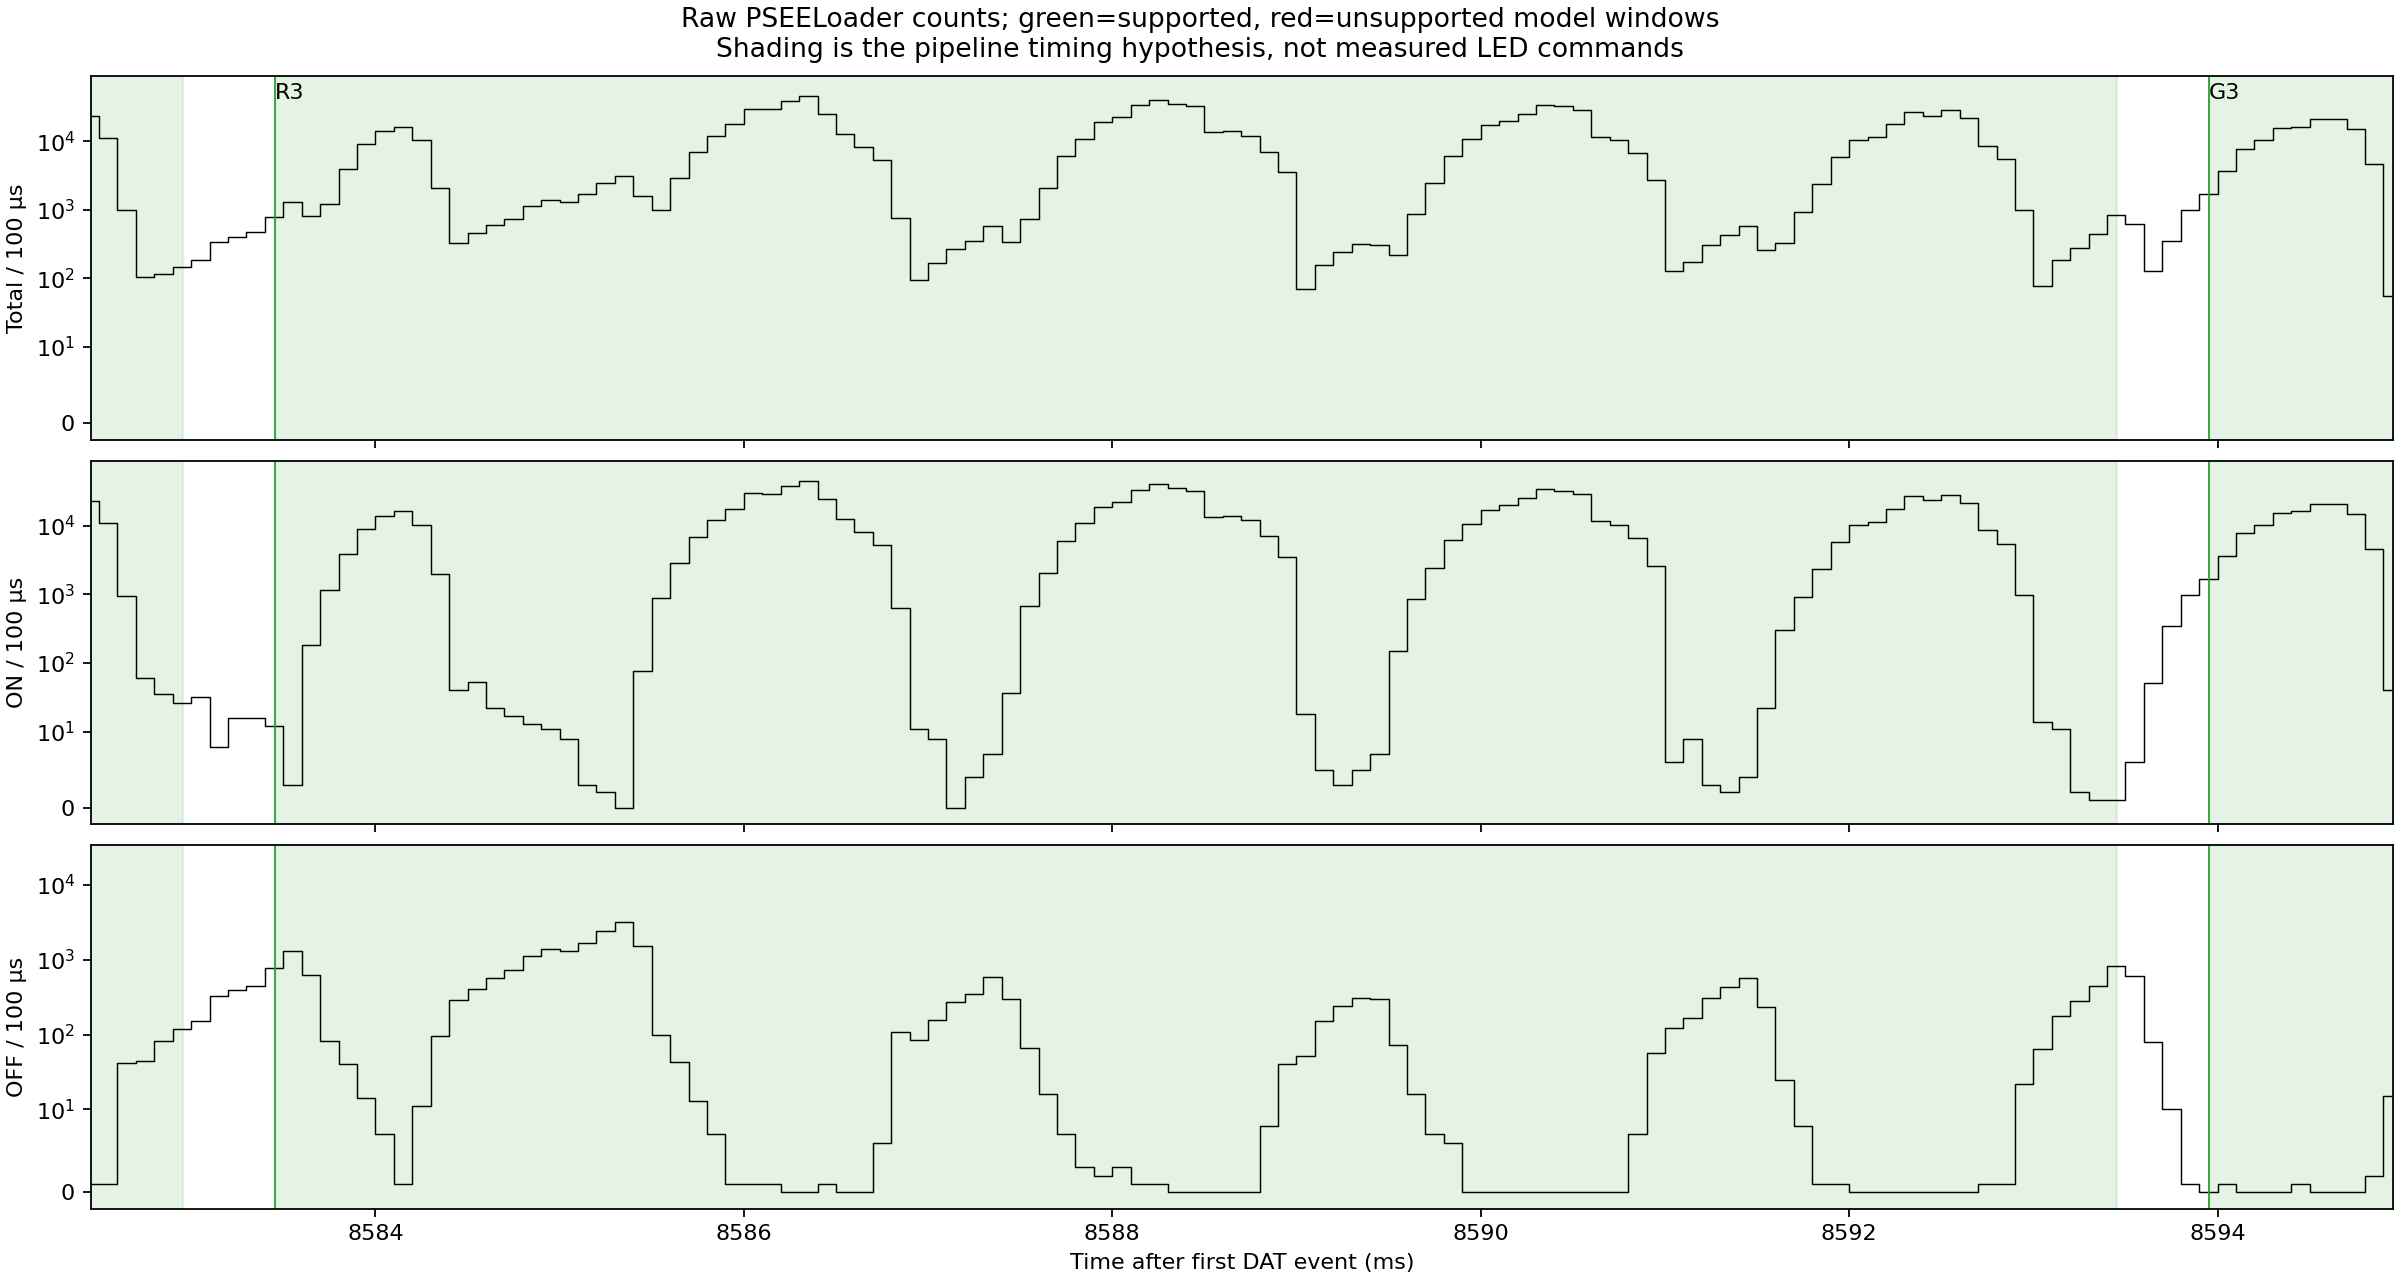 Raw PSEELoader counts; green=supported, red=unsupported model windows
Shading is the pipeline timing hypothesis, not measured LED commands
R3
G3
Total / 100 µs
10⁴
10³
10²
10¹
0
ON / 100 µs
10⁴
10³
10²
10¹
0
OFF / 100 µs
10⁴
10³
10²
10¹
0
8584
8586
8588
8590
8592
8594
Time after first DAT event (ms)